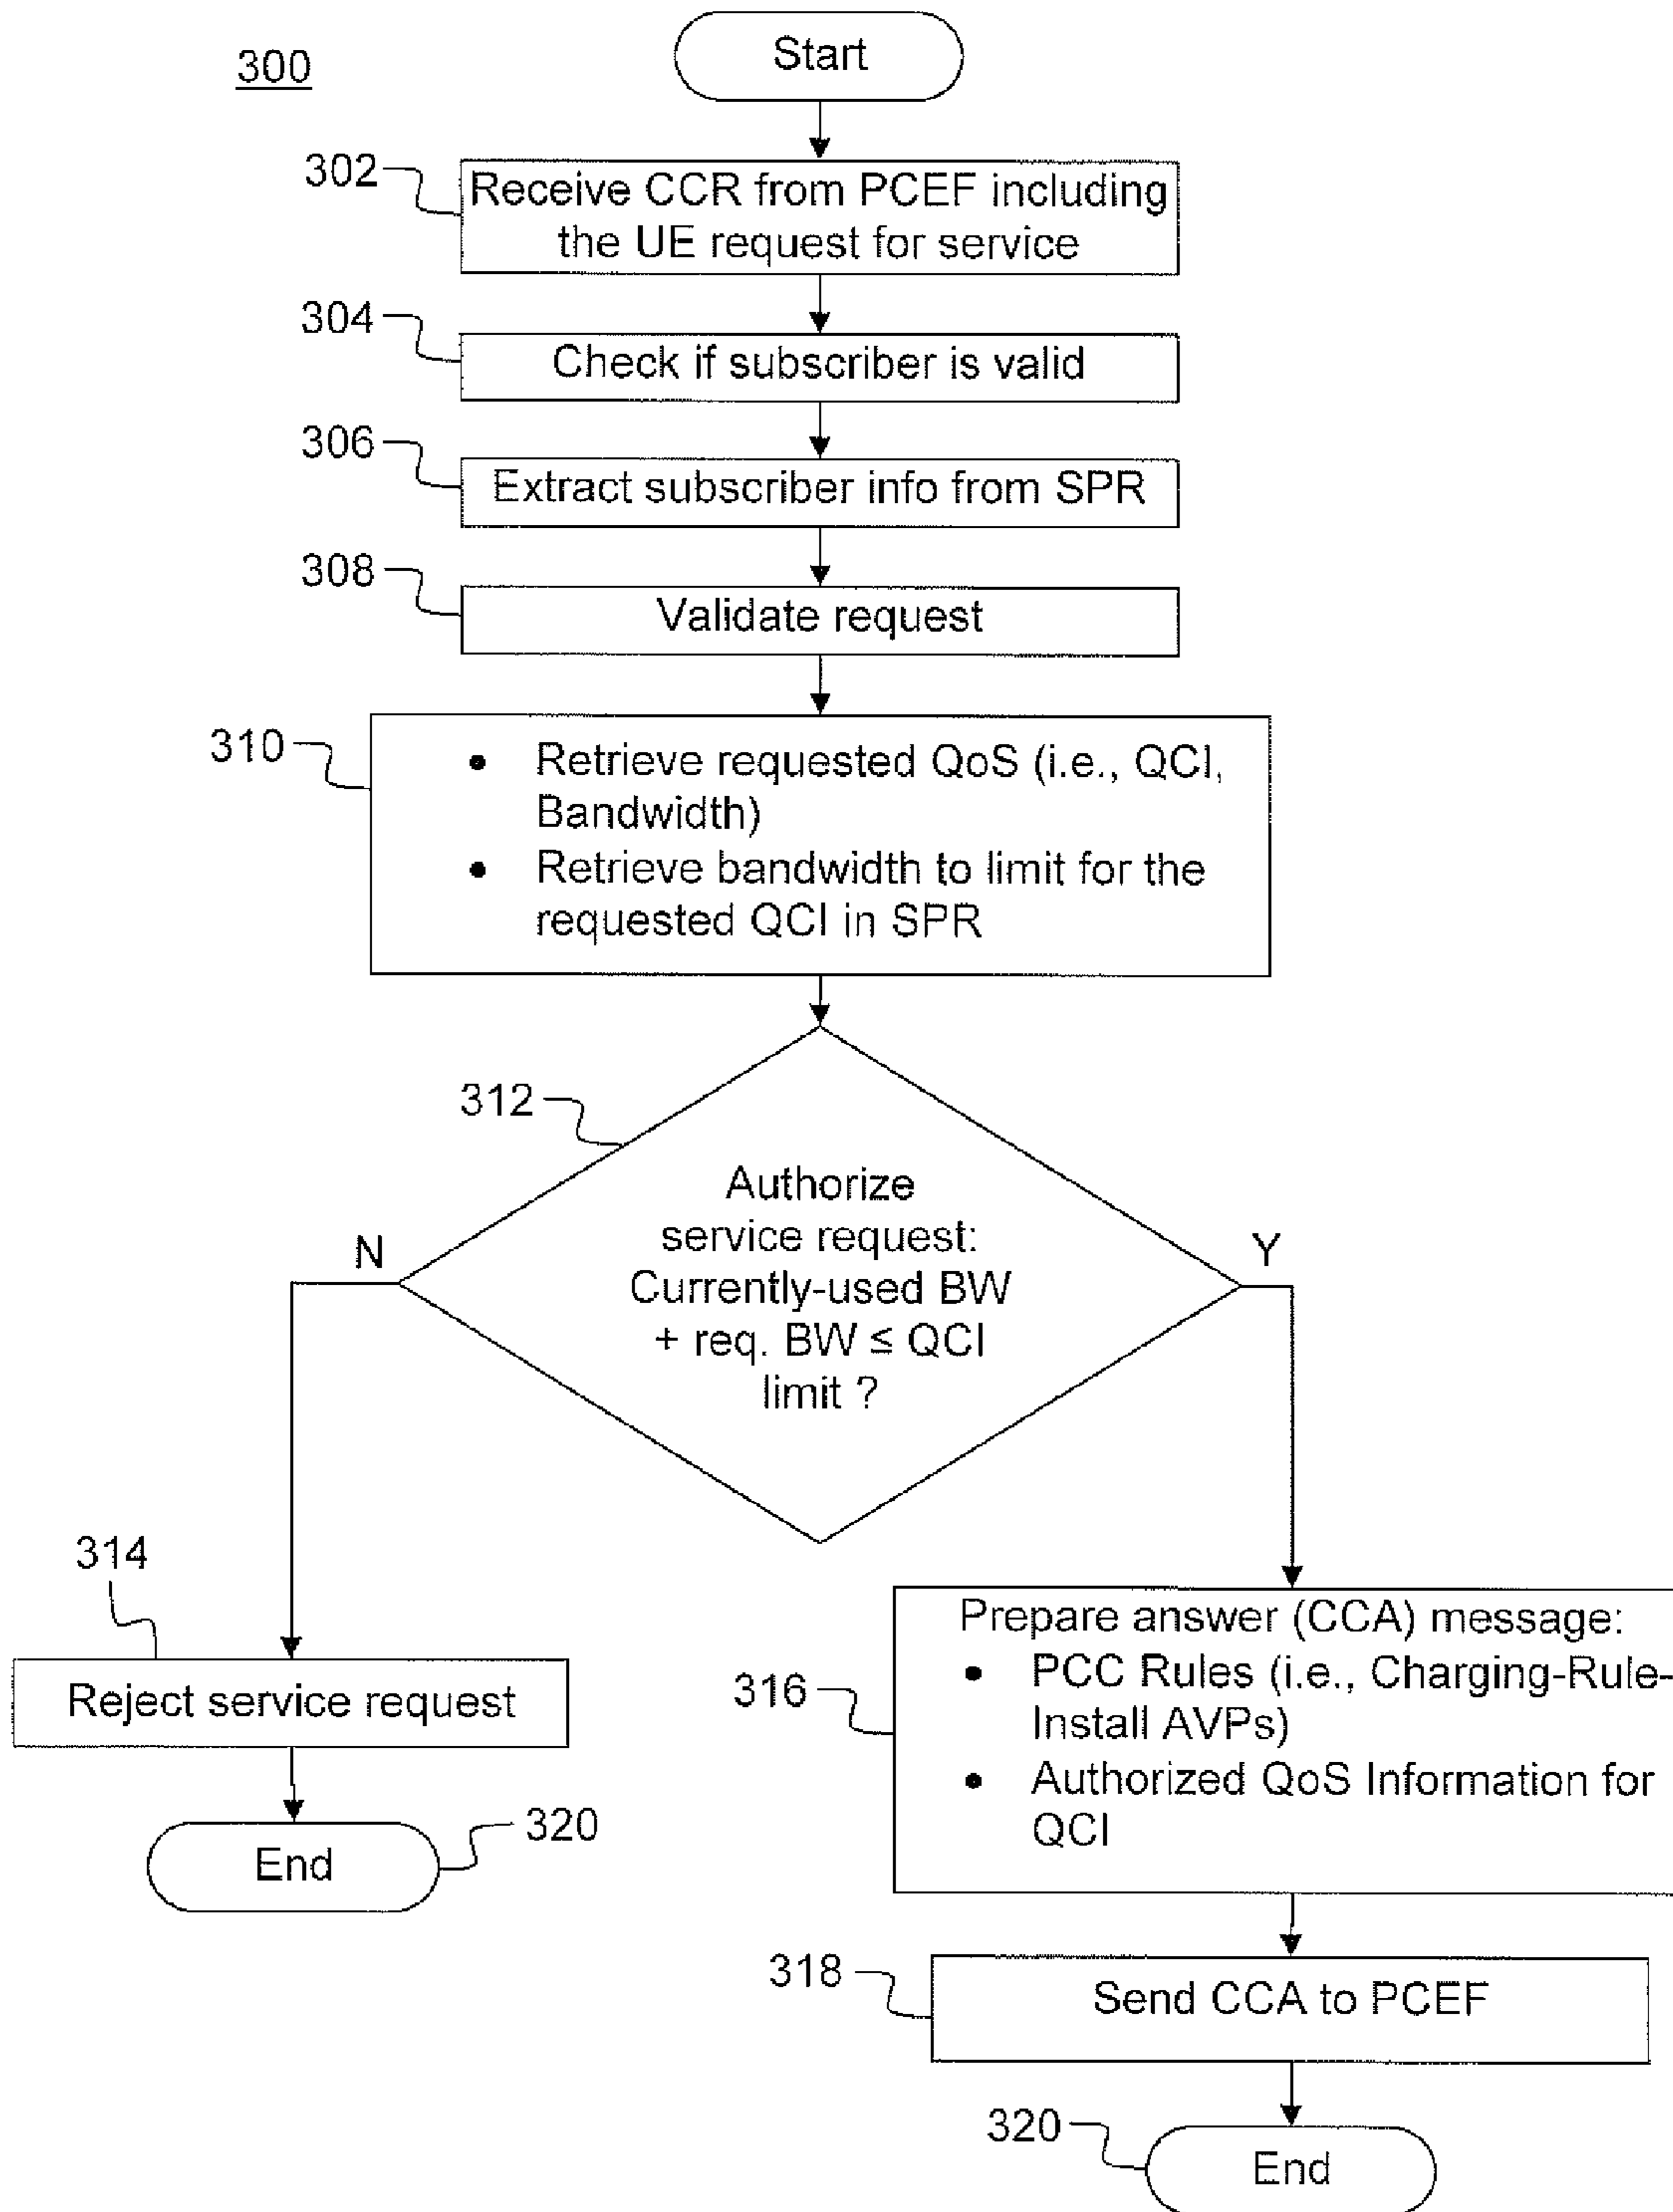 300
Start
302
Receive CCR from PCEF including
the UE request for service
304
Check if subscriber is valid
306
Extract subscriber info from SPR
308
Validate request
310
• Retrieve requested QoS (i.e., QCI,
Bandwidth)
• Retrieve bandwidth to limit for the
requested QCI in SPR
312
Authorize
service request:
Currently-used BW
+ req. BW ≤ QCI
limit ?
N
Y
314
Reject service request
320
End
316
Prepare answer (CCA) message:
• PCC Rules (i.e., Charging-Rule-
Install AVPs)
• Authorized QoS Information for
QCI
318
Send CCA to PCEF
320
End